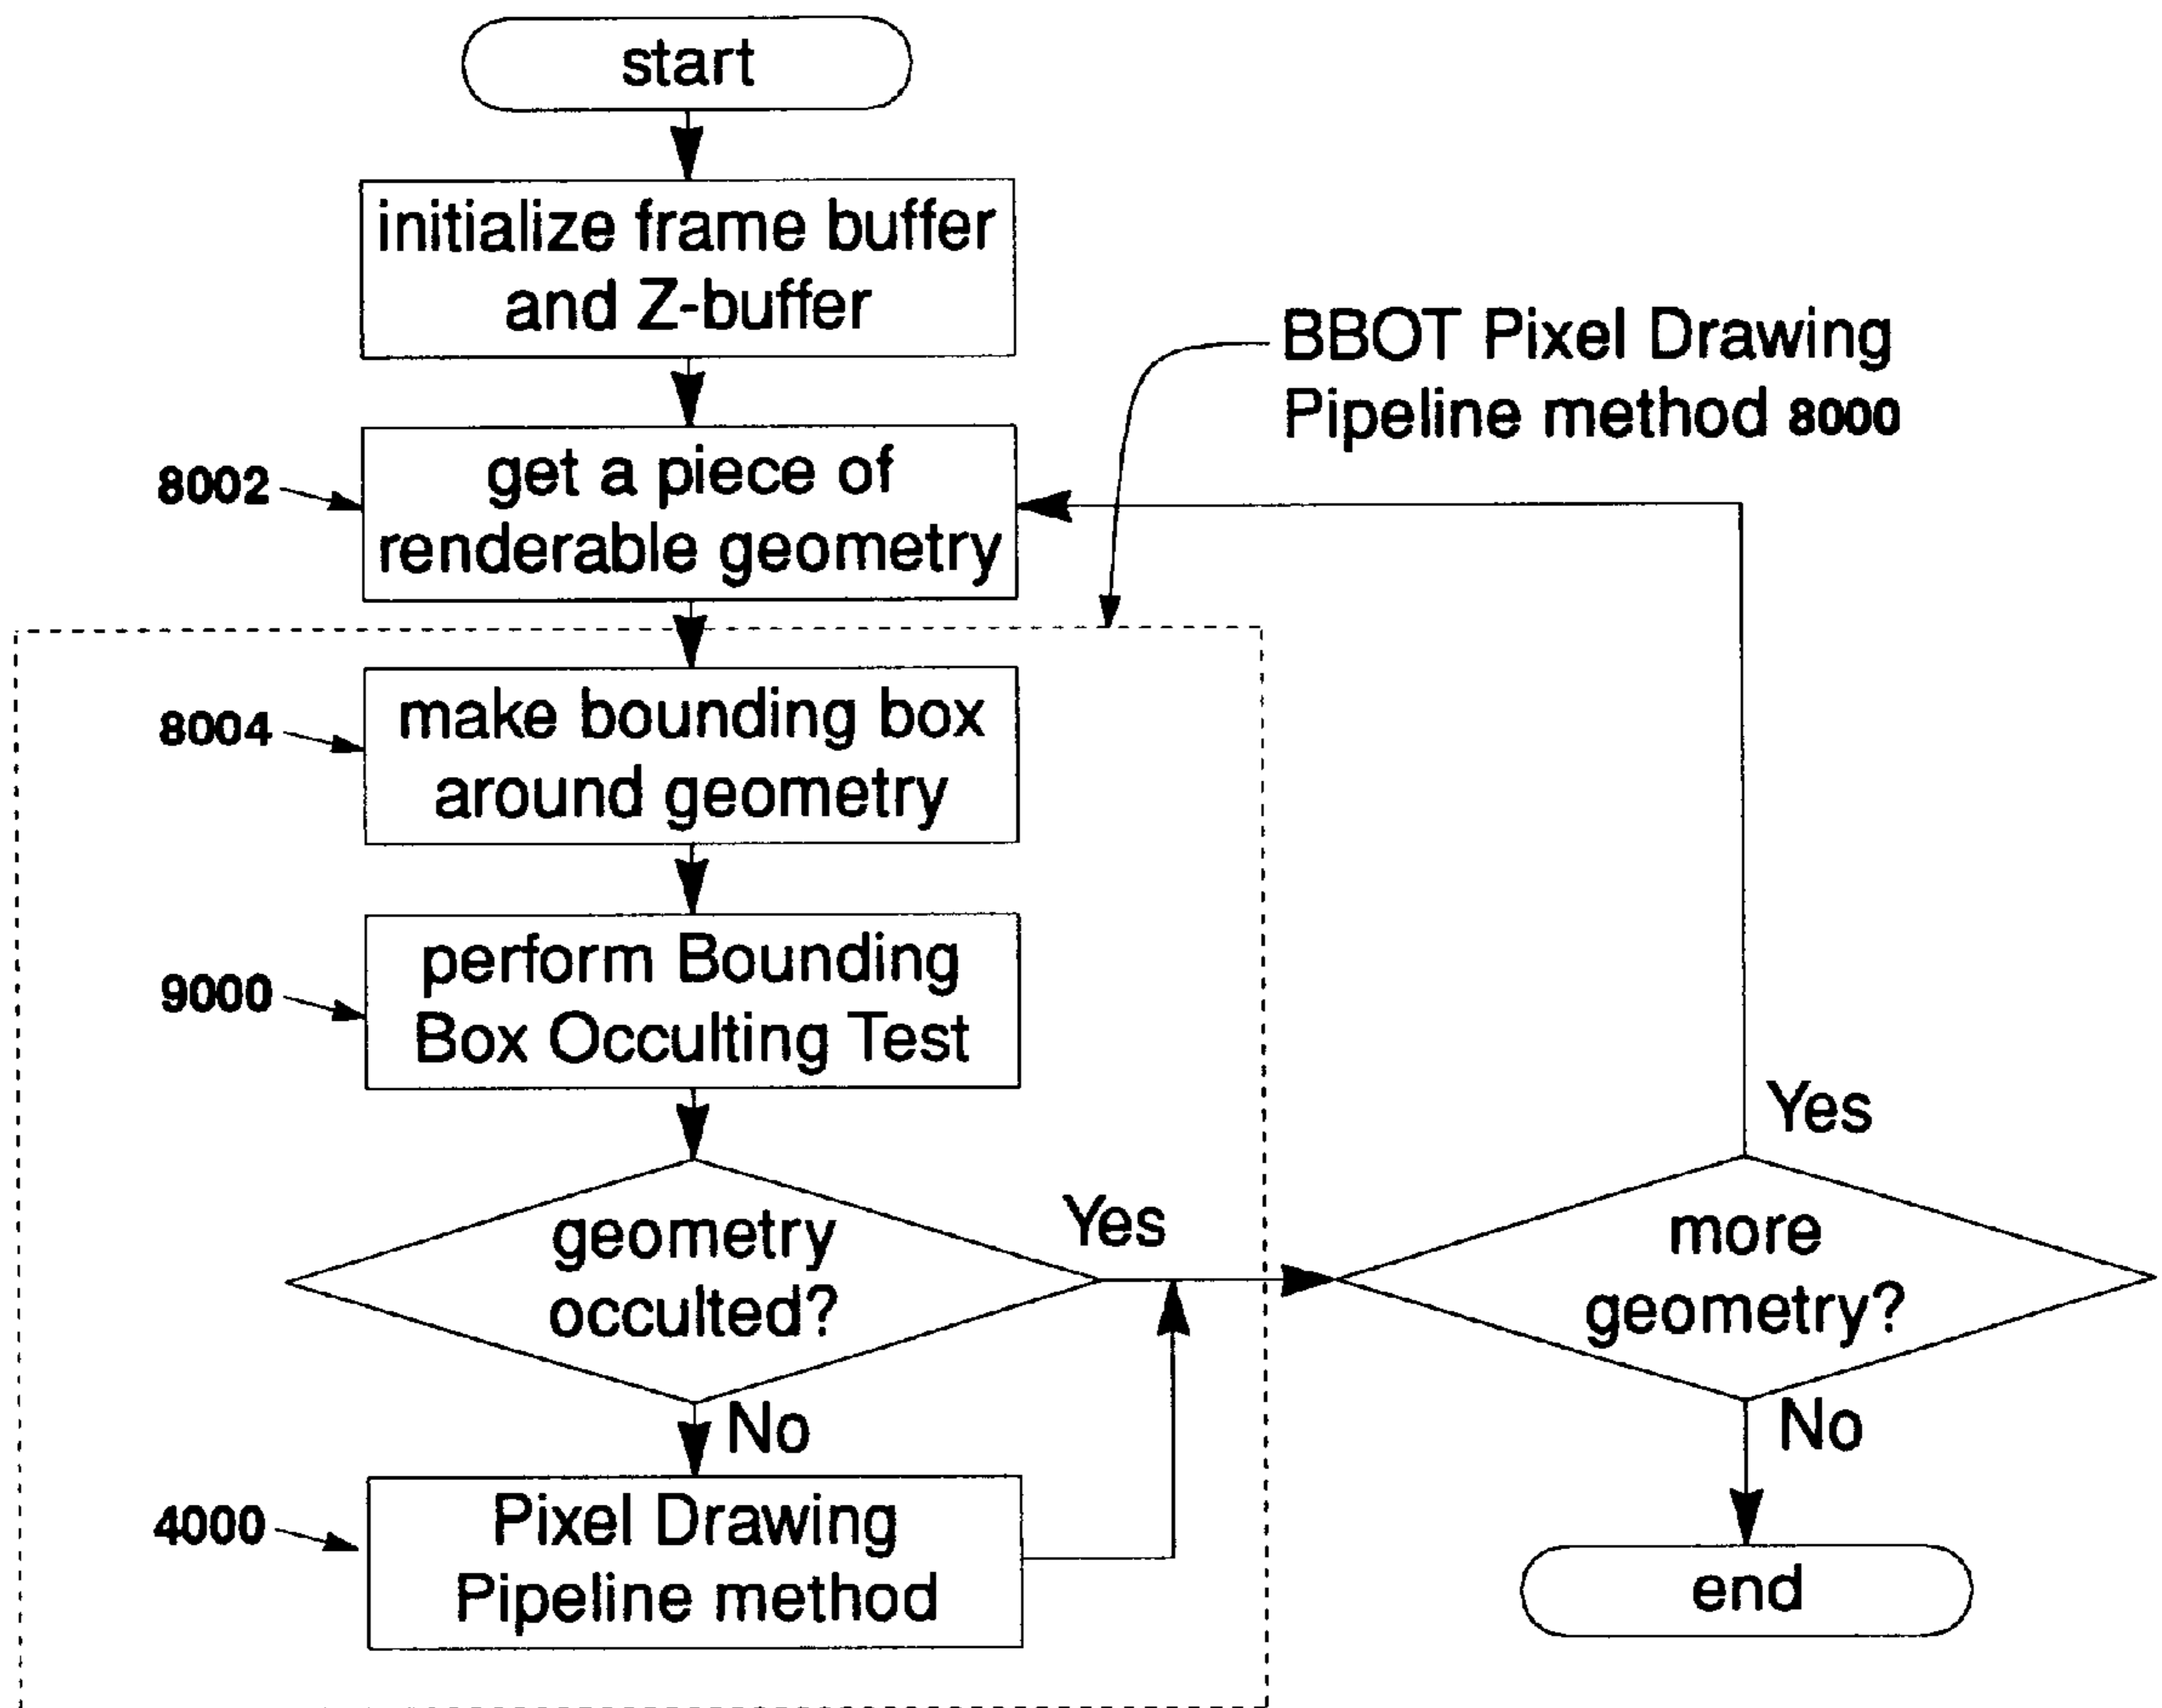 start
initialize frame buffer
and Z-buffer
BBOT Pixel Drawing
Pipeline method 8000
8002
get a piece of
renderable geometry
8004
make bounding box
around geometry
9000
perform Bounding
Box Occulting Test
geometry
occulted?
Yes
No
more
geometry?
Yes
No
4000
Pixel Drawing
Pipeline method
end